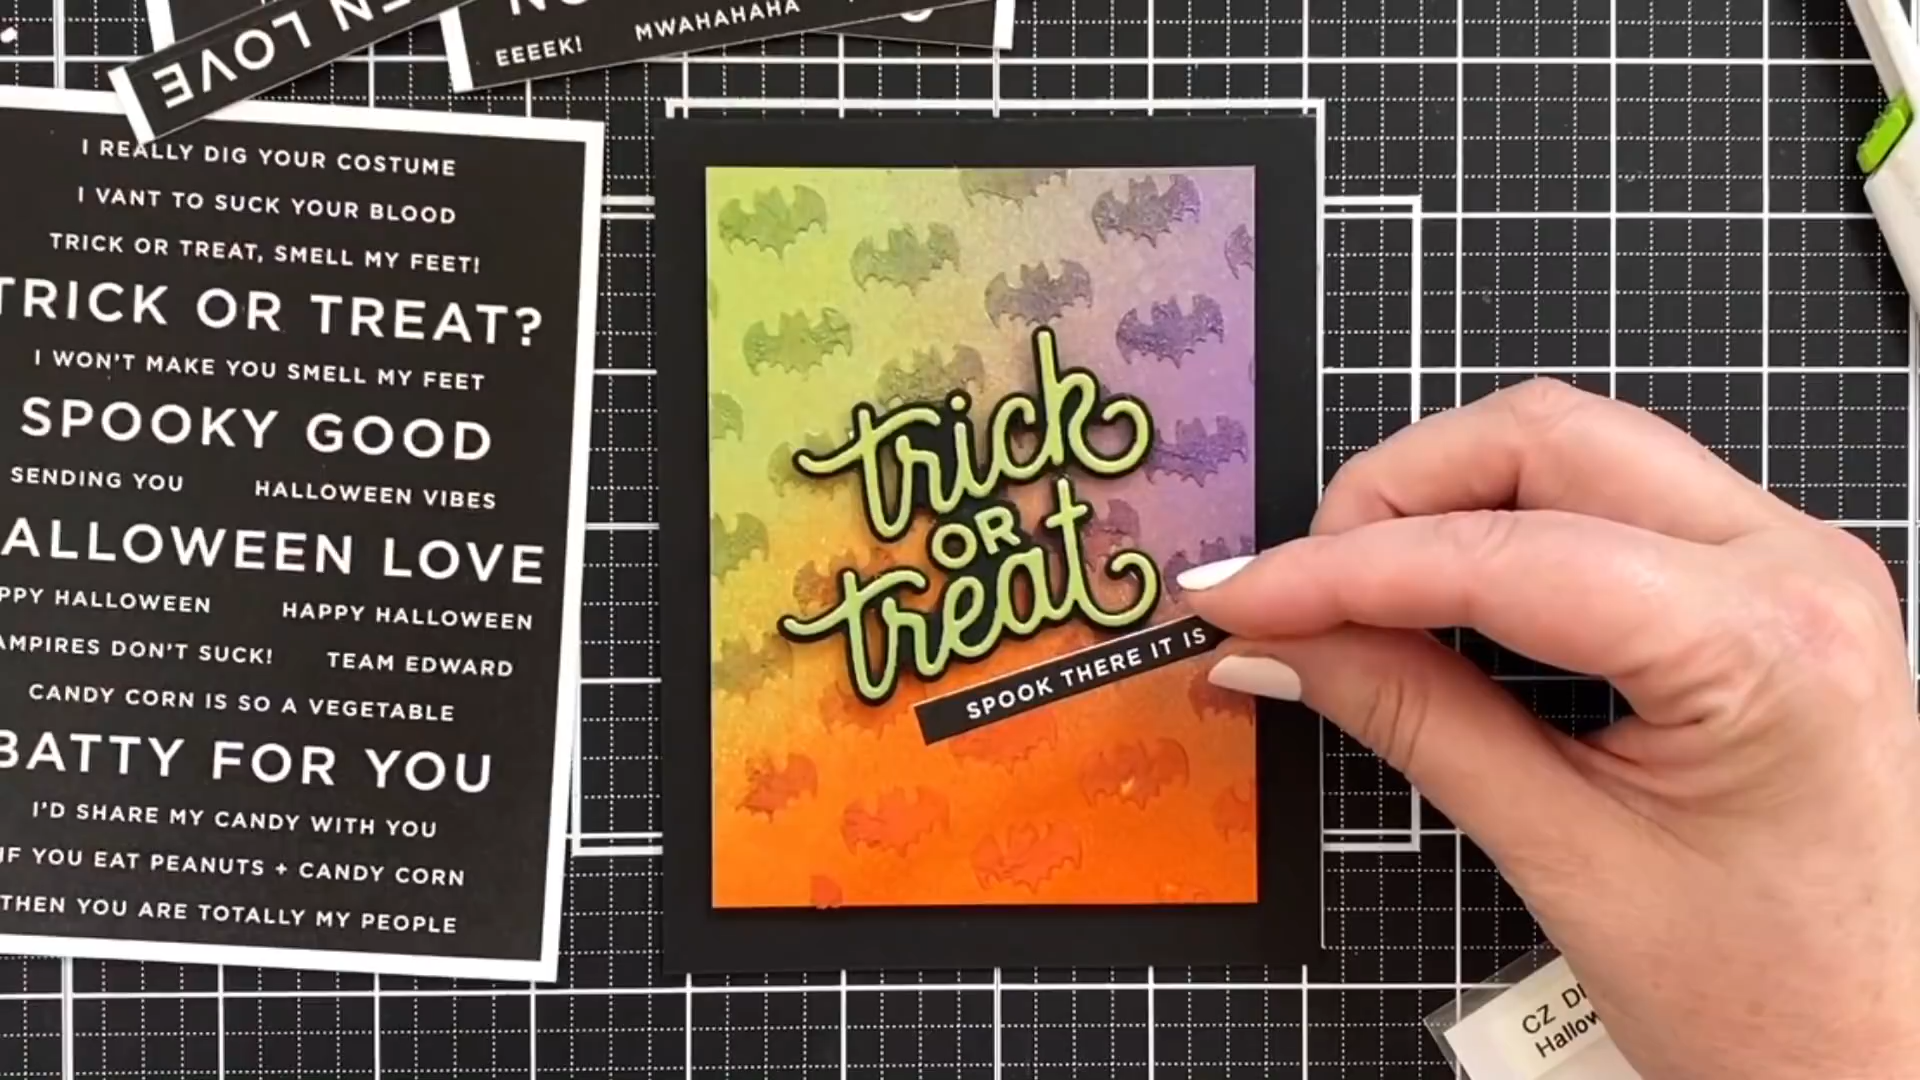 EN LOVE
EEEEK!
MWAHAHAHA
I REALLY DIG YOUR COSTUME
I VANT TO SUCK YOUR BLOOD
TRICK OR TREAT, SMELL MY FEET!
TRICK OR TREAT?
I WON'T MAKE YOU SMELL MY FEET
SPOOKY GOOD
SENDING YOU HALLOWEEN VIBES
ALLOWEEN LOVE
PPY HALLOWEEN HAPPY HALLOWEEN
AMPIRES DON'T SUCK! TEAM EDWARD
CANDY CORN IS SO A VEGETABLE
BATTY FOR YOU
I'D SHARE MY CANDY WITH YOU
IF YOU EAT PEANUTS + CANDY CORN
THEN YOU ARE TOTALLY MY PEOPLE
trick
OR
treat
SPOOK THERE IT IS
CZ DI
Hallow